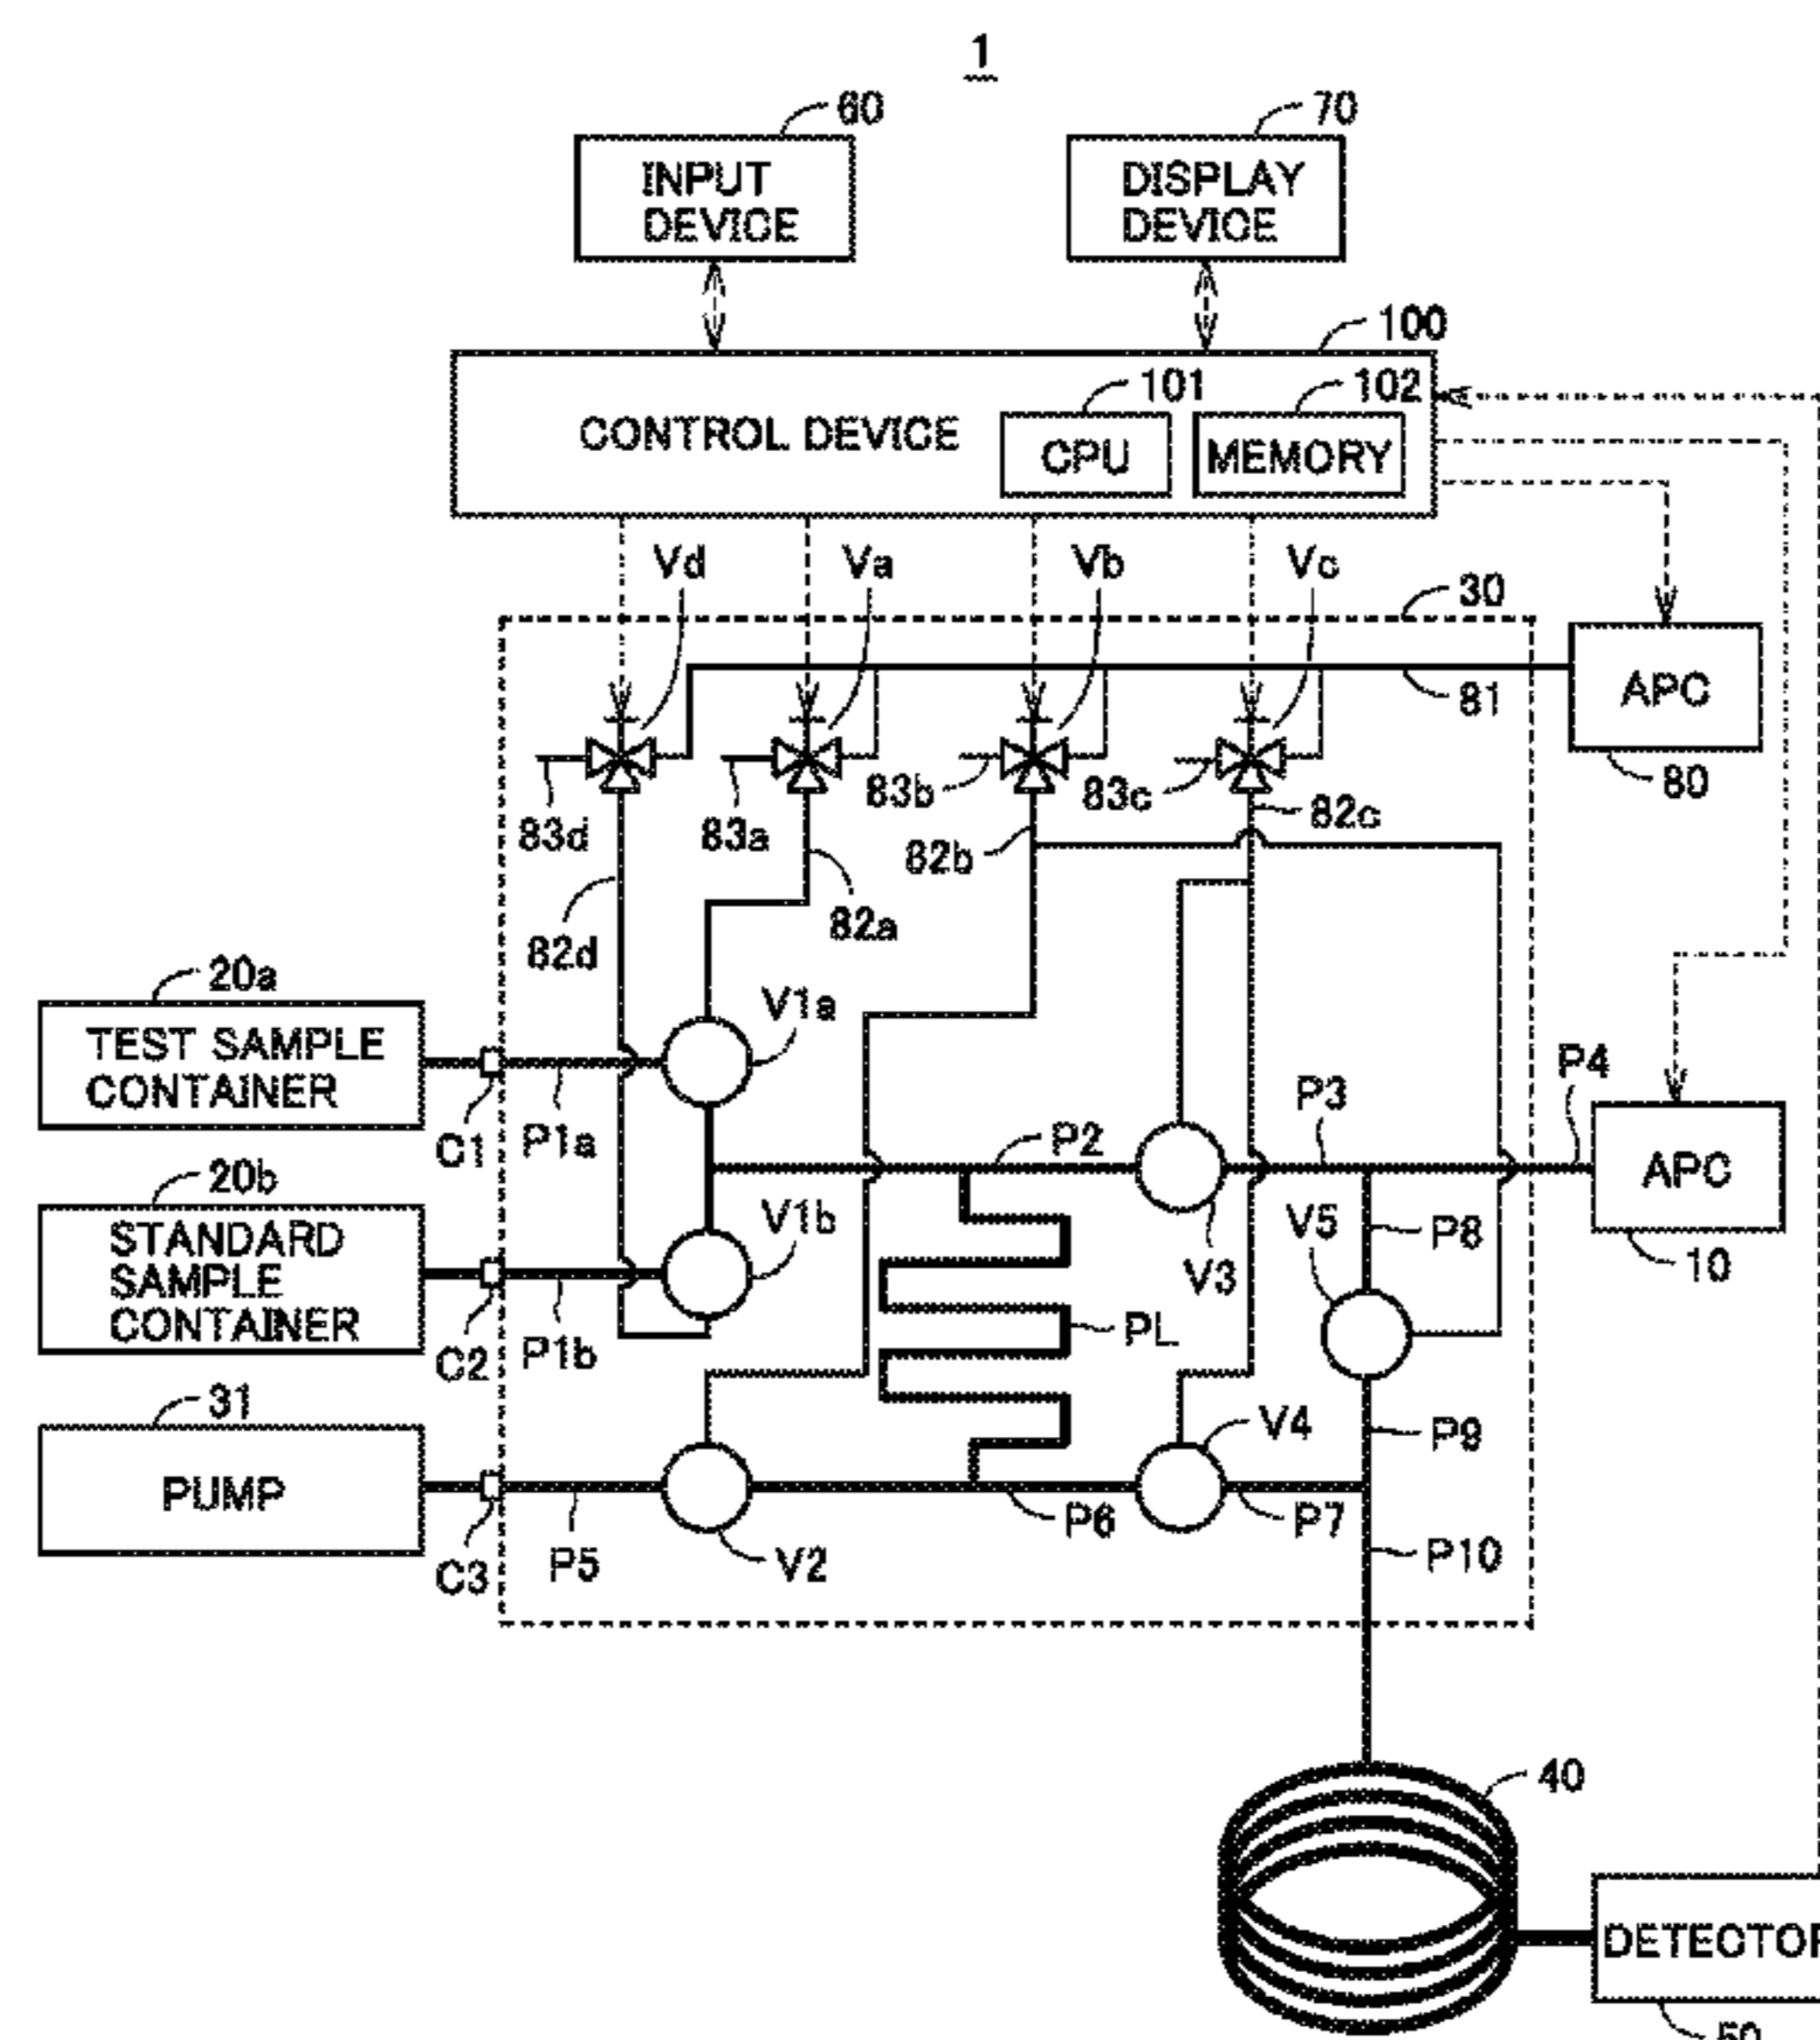 1
60
70
INPUT
DEVICE
DISPLAY
DEVICE
100
101
102
CONTROL DEVICE
CPU
MEMORY
Vd
Va
Vb
Vc
30
APC
81
80
83d
83a
83b
83c
82c
82b
82a
82d
20a
TEST SAMPLE
CONTAINER
V1a
C1
P1a
P2
P3
P4
APC
10
20b
STANDARD
SAMPLE
CONTAINER
V1b
V3
V5
P8
C2
P1b
PL
31
PUMP
V4
P9
C3
P5
V2
P6
P7
P10
40
DETECTOR
50